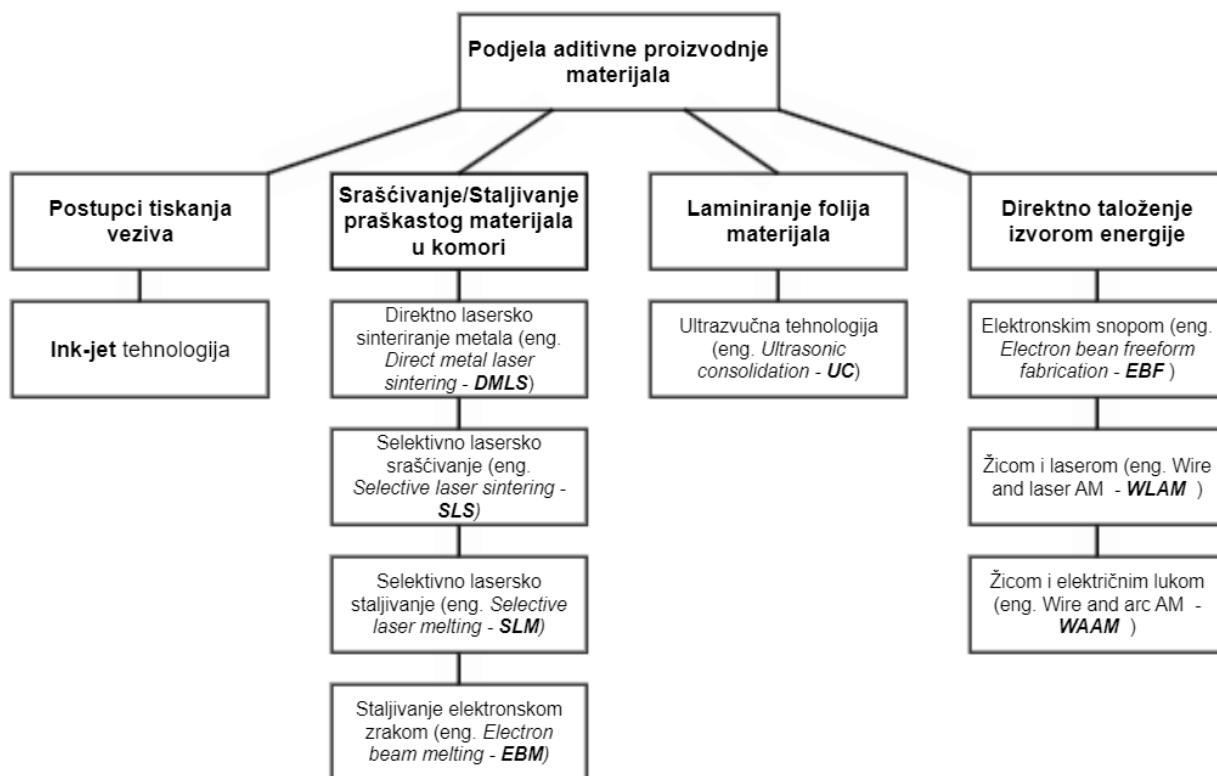 Podjela aditivne proizvodnje
materijala
Postupci tiskanja
veziva
Ink-jet tehnologija
Srašćivanje/Staljivanje
praškastog materijala
u komori
Direktno lasersko
sinteriranje metala (eng.
Direct metal laser
sintering - DMLS)
Selektivno lasersko
srašćivanje (eng.
Selective laser sintering -
SLS)
Selektivno lasersko
staljivanje (eng. Selective
laser melting - SLM)
Staljivanje elektronskom
zrakom (eng. Electron
beam melting - EBM)
Laminiranje folija
materijala
Ultrazvučna tehnologija
(eng. Ultrasonic
consolidation - UC)
Direktno taloženje
izvorom energije
Elektronskim snopom (eng.
Electron bean freeform
fabrication - EBF )
Žicom i laserom (eng. Wire
and laser AM - WLAM )
Žicom i električnim lukom
(eng. Wire and arc AM -
WAAM )